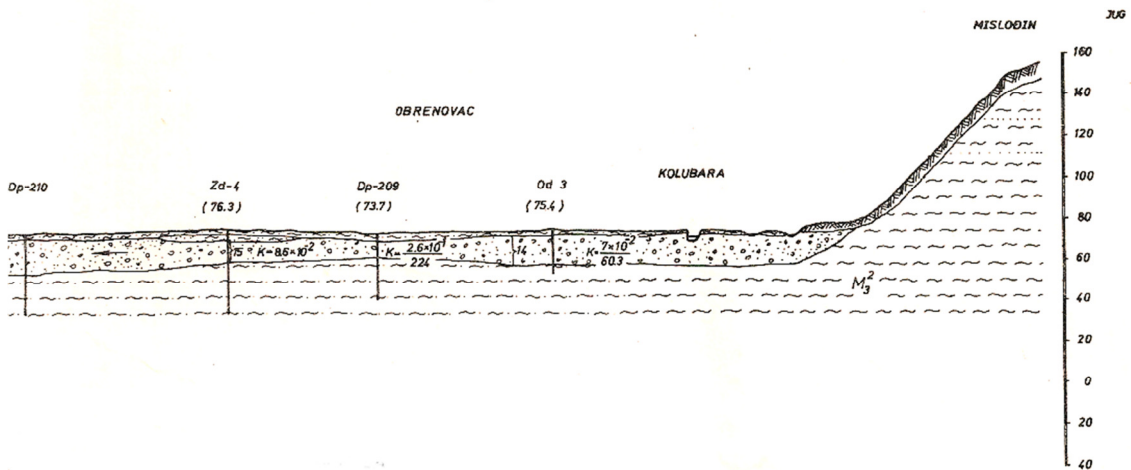 JUG
MISLOĐIN
160
140
OBRENOVAC
120
KOLUBARA
100
Dp-210
Zd-4
Dp-209
Od 3
(76.3)
(73.7)
(75.4)
80
15 K=8.6×10²
K= 2.6×10¹
224
14
K= 7×10²
60.3
60
M₃²
40
20
0
20
40